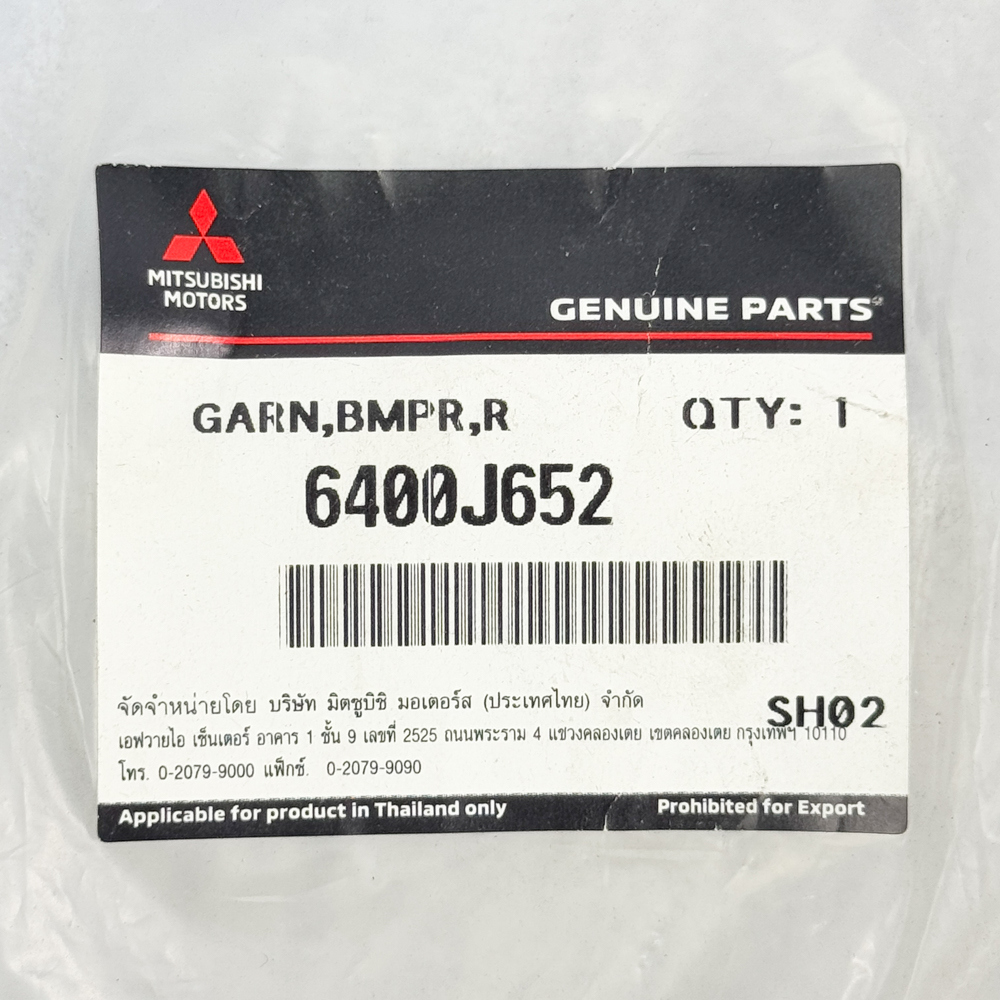 MITSUBISHI
MOTORS
GENUINE PARTS
GARN,BMPR,R QTY: 1
6400J652
จัดจำหน่ายโดย บริษัท มิตซูบิชิ มอเตอร์ส (ประเทศไทย) จำกัด
SH02
เอฟวายไอ เซ็นเตอร์ อาคาร 1 ชั้น 9 เลขที่ 2525 ถนนพระราม 4 แขวงคลองเตย เขตคลองเตย กรุงเทพฯ 10110
โทร. 0-2079-9000 แฟ็กซ์. 0-2079-9090
Applicable for product in Thailand only Prohibited for Export